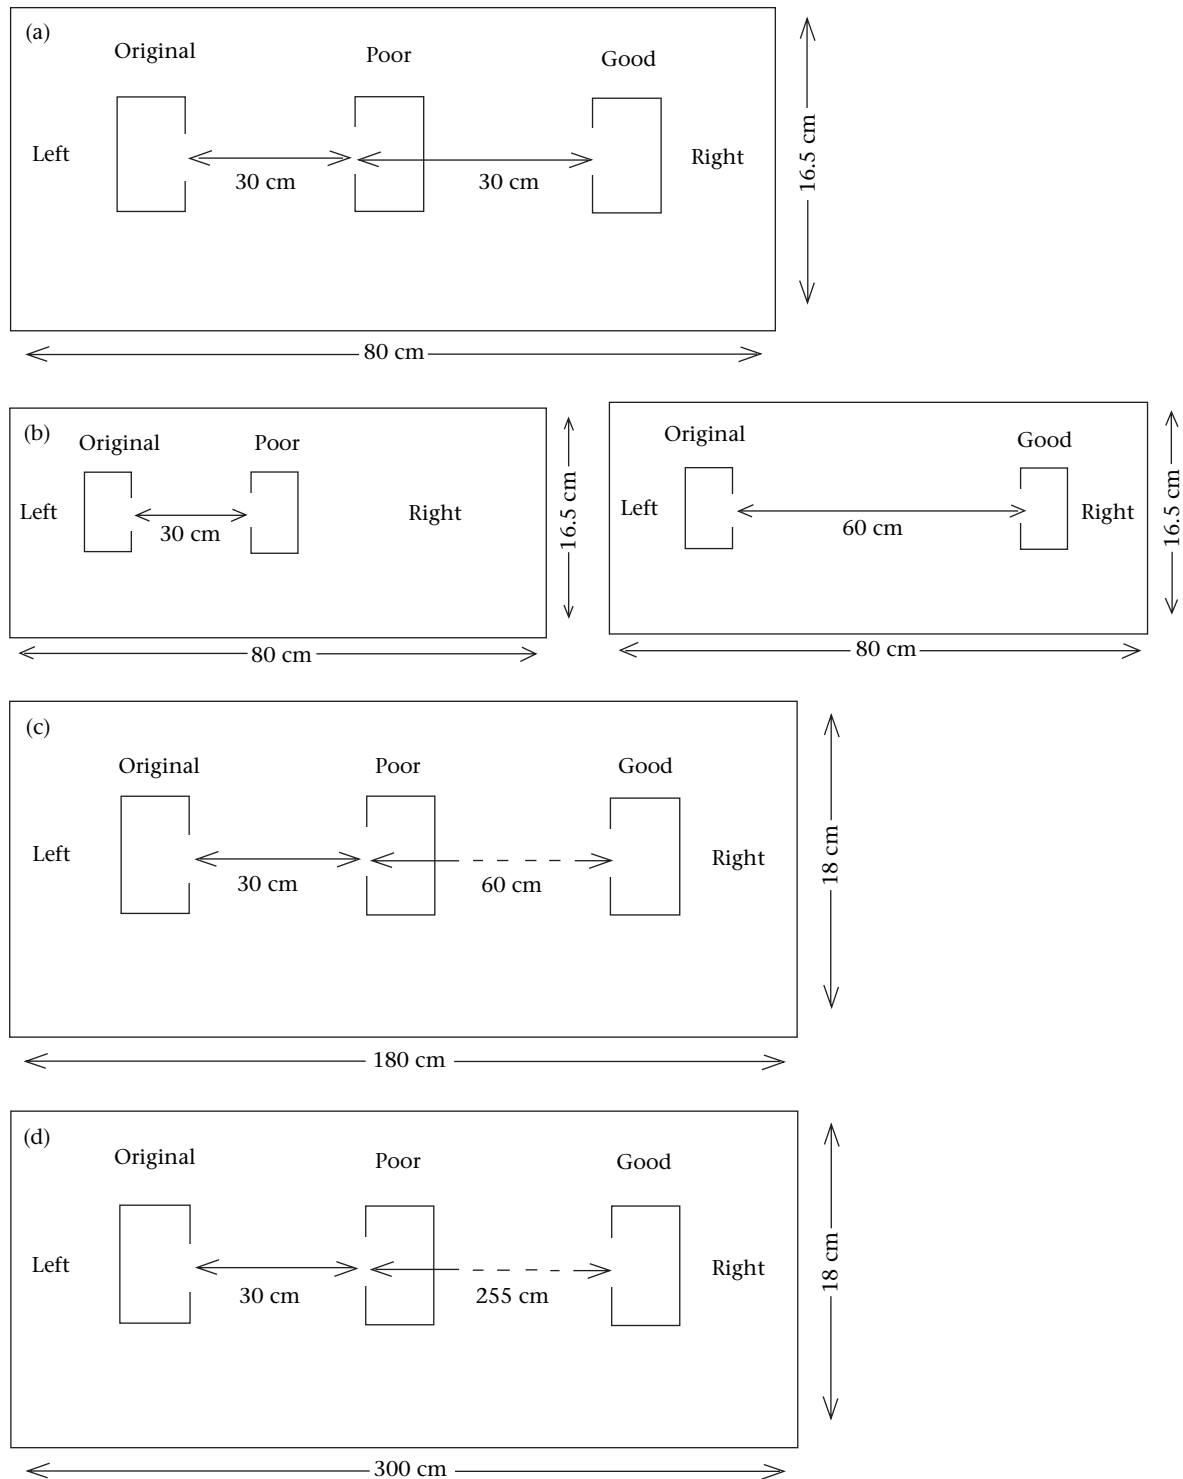 (a)
Original
Poor
Good
Left
30 cm
30 cm
Right
16.5 cm
80 cm
(b)
Original
Poor
Left
30 cm
Right
16.5 cm
80 cm
Original
Good
Left
60 cm
Right
16.5 cm
80 cm
(c)
Original
Poor
Good
Left
30 cm
60 cm
Right
18 cm
180 cm
(d)
Original
Poor
Good
Left
30 cm
255 cm
Right
18 cm
300 cm